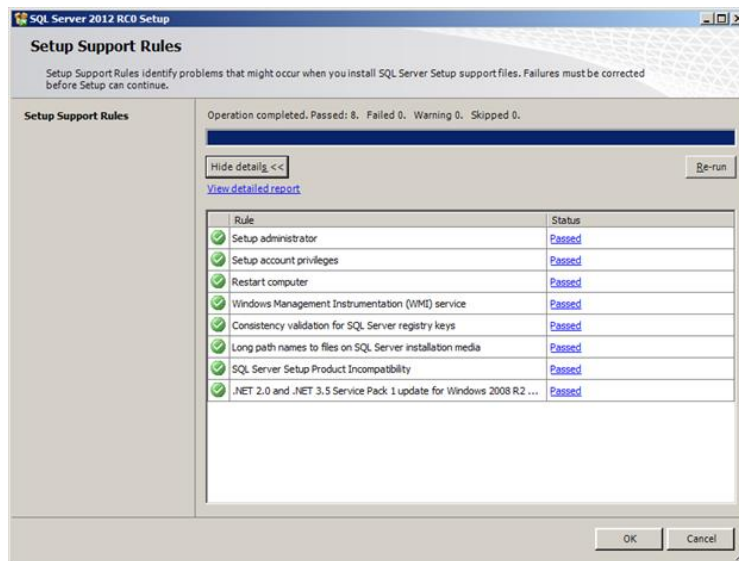 SQL Server 2012 RC0 Setup
Setup Support Rules
Setup Support Rules identify problems that might occur when you install SQL Server Setup support files. Failures must be corrected
before Setup can continue.
Setup Support Rules
Operation completed. Passed: 8. Failed 0. Warning 0. Skipped 0.
Hide details <<
Re-run
View detailed report
Rule Status
Setup administrator Passed
Setup account privileges Passed
Restart computer Passed
Windows Management Instrumentation (WMI) service Passed
Consistency validation for SQL Server registry keys Passed
Long path names to files on SQL Server installation media Passed
SQL Server Setup Product Incompatibility Passed
.NET 2.0 and .NET 3.5 Service Pack 1 update for Windows 2008 R2 ... Passed
OK Cancel